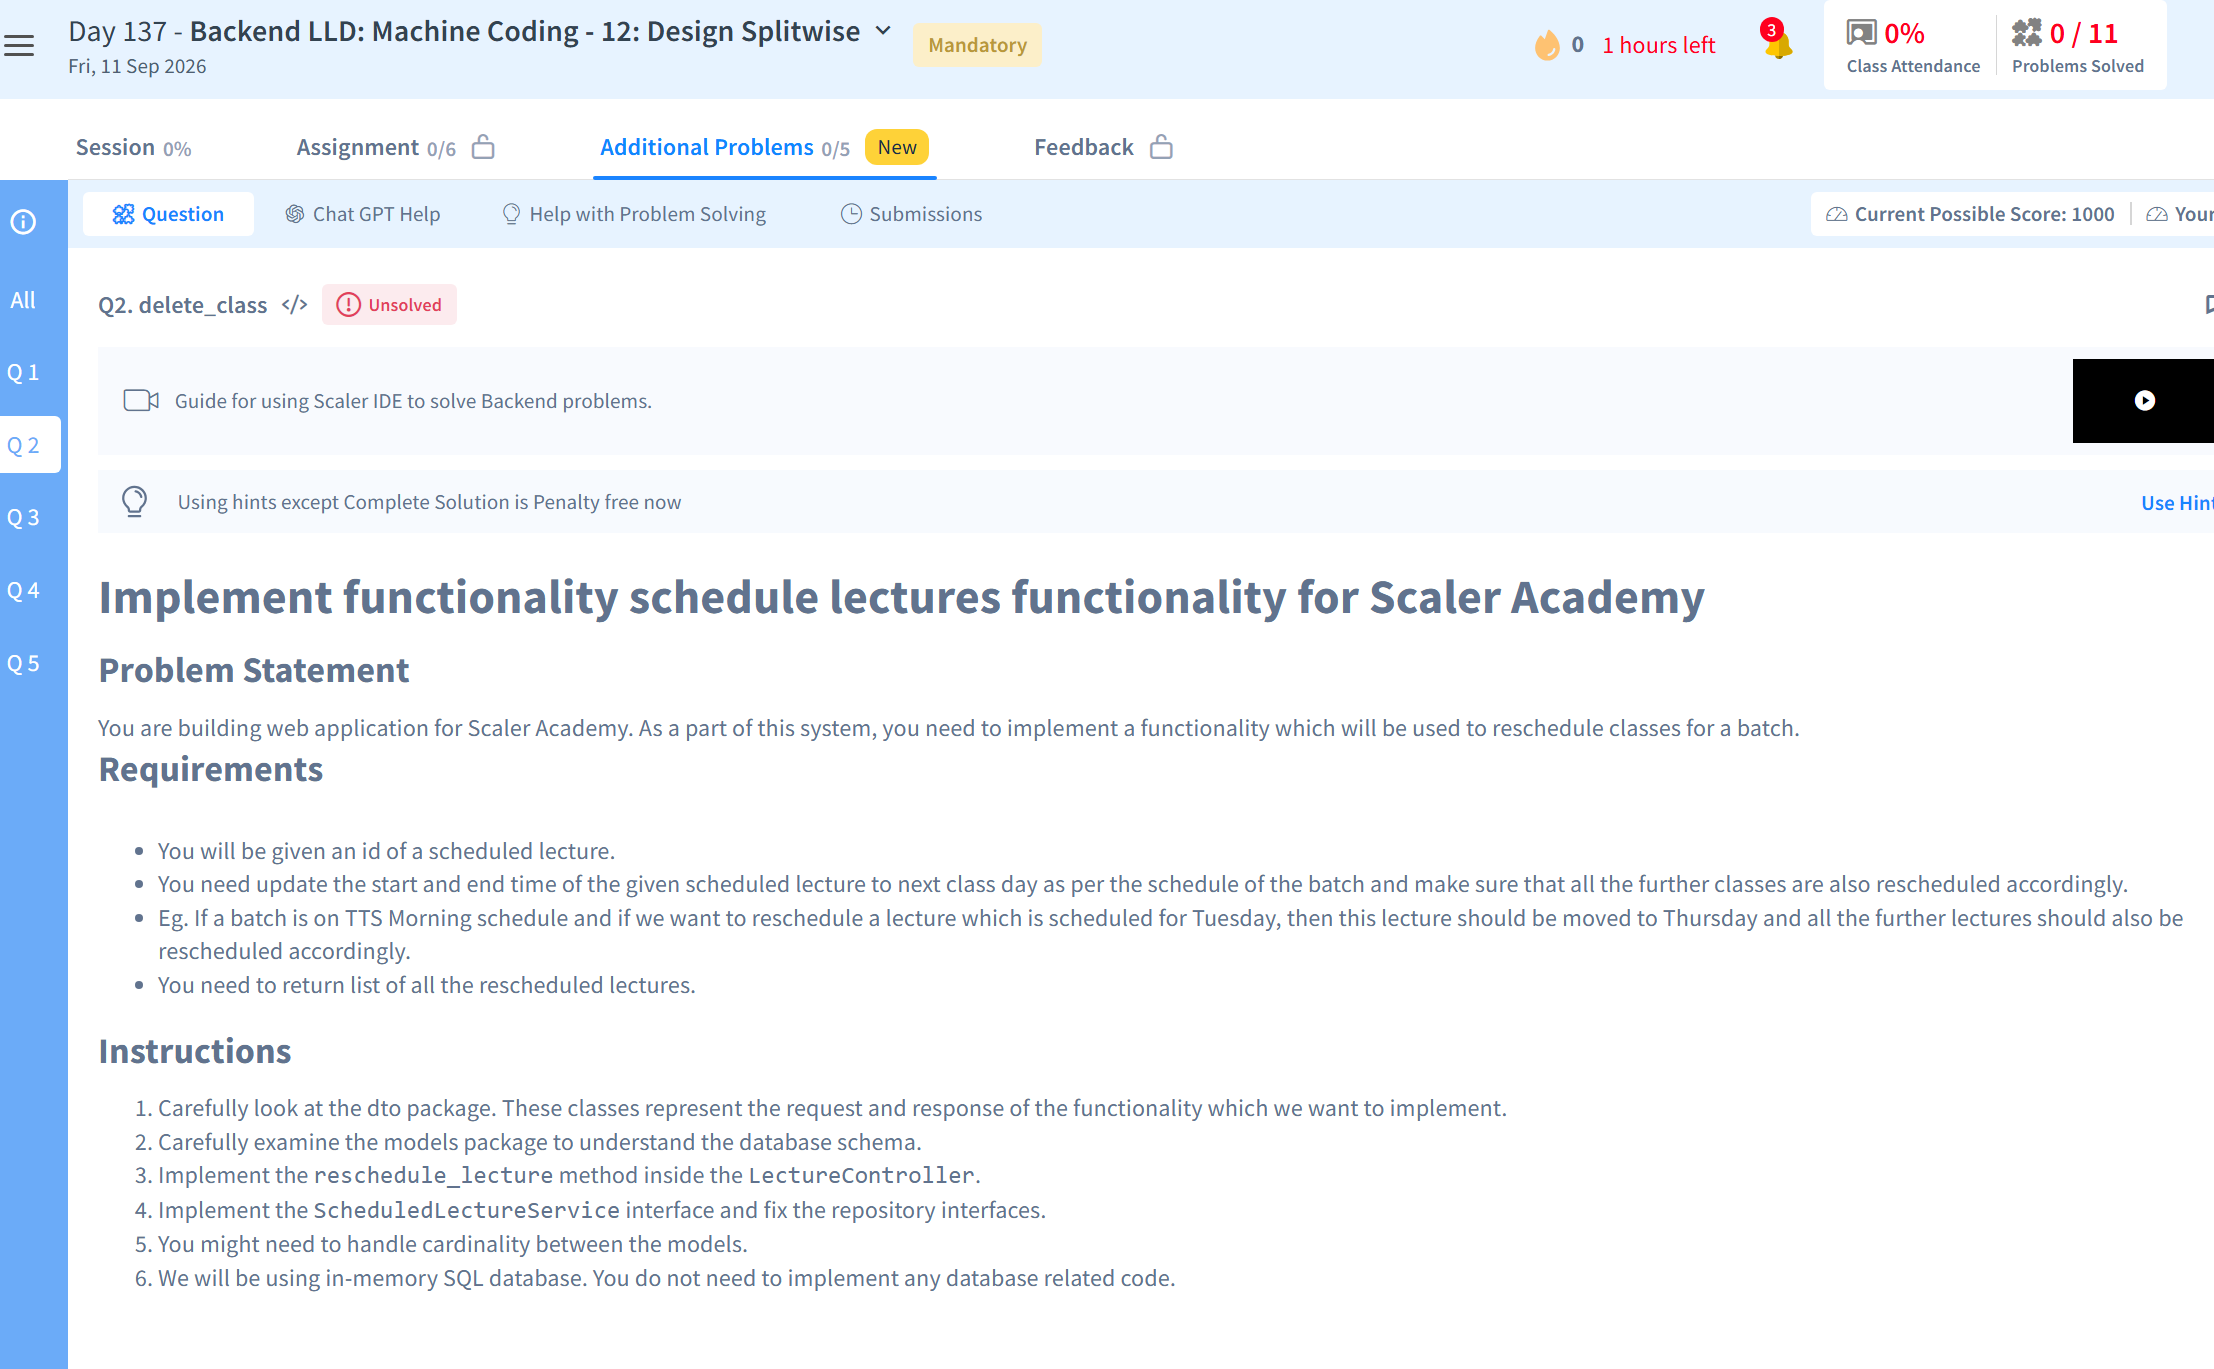 Day 137 - Backend LLD: Machine Coding - 12: Design Splitwise
Mandatory
Fri, 11 Sep 2026
0
1 hours left
3
0%
Class Attendance
0 / 11
Problems Solved
Session 0%
Assignment 0/6
Additional Problems 0/5 New
Feedback
Question
Chat GPT Help
Help with Problem Solving
Submissions
Current Possible Score: 1000
Your
All
Q 1
Q 2
Q 3
Q 4
Q 5
Q2. delete_class </>
Unsolved
Guide for using Scaler IDE to solve Backend problems.
Using hints except Complete Solution is Penalty free now
Use Hint
Implement functionality schedule lectures functionality for Scaler Academy
Problem Statement
You are building web application for Scaler Academy. As a part of this system, you need to implement a functionality which will be used to reschedule classes for a batch.
Requirements
• You will be given an id of a scheduled lecture.
• You need update the start and end time of the given scheduled lecture to next class day as per the schedule of the batch and make sure that all the further classes are also rescheduled accordingly.
• Eg. If a batch is on TTS Morning schedule and if we want to reschedule a lecture which is scheduled for Tuesday, then this lecture should be moved to Thursday and all the further lectures should also be
rescheduled accordingly.
• You need to return list of all the rescheduled lectures.
Instructions
1. Carefully look at the dto package. These classes represent the request and response of the functionality which we want to implement.
2. Carefully examine the models package to understand the database schema.
3. Implement the reschedule_lecture method inside the LectureController.
4. Implement the ScheduledLectureService interface and fix the repository interfaces.
5. You might need to handle cardinality between the models.
6. We will be using in-memory SQL database. You do not need to implement any database related code.